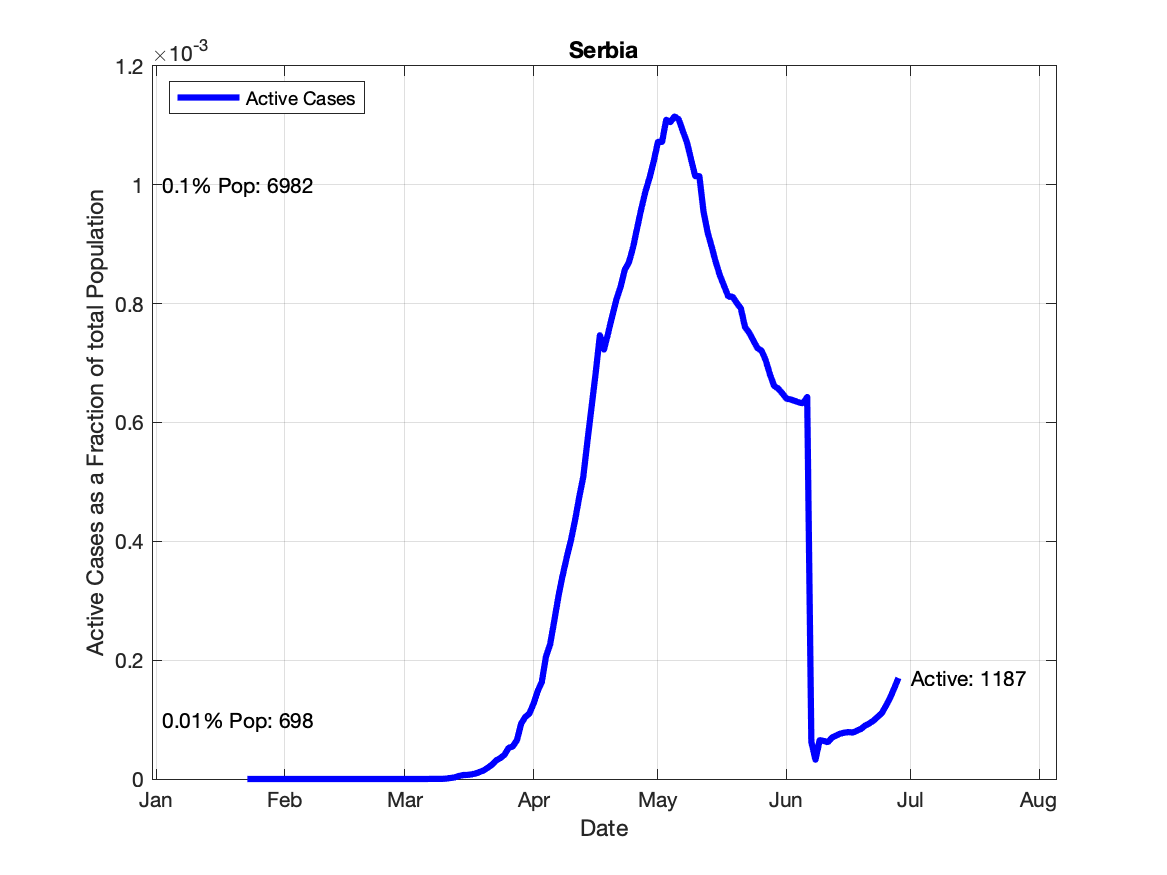 Serbia
×10-3
1.2
1
0.8
0.6
0.4
0.2
0
Active Cases
0.1% Pop: 6982
0.01% Pop: 698
Active: 1187
Active Cases as a Fraction of total Population
Jan Feb Mar Apr May Jun Jul Aug
Date